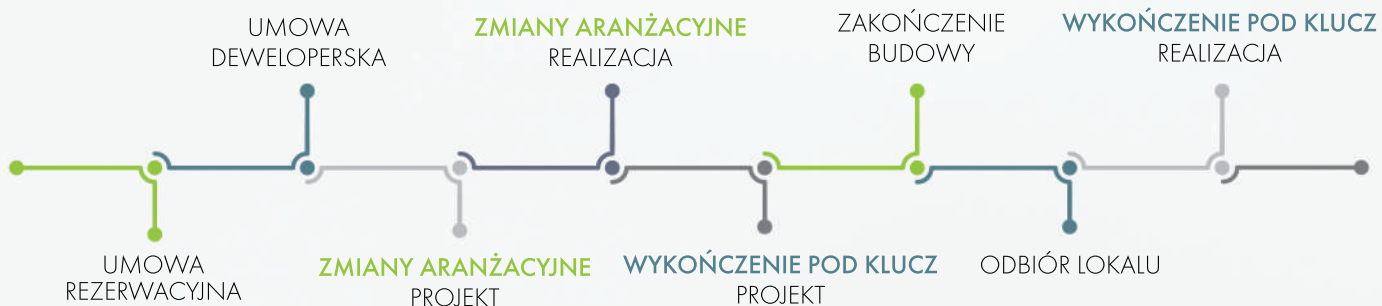 UMOWA
DEWELOPERSKA
ZMIANY ARANŻACYJNE
REALIZACJA
ZAKOŃCZENIE
BUDOWY
WYKOŃCZENIE POD KLUCZ
REALIZACJA
UMOWA
REZERWACYJNA
ZMIANY ARANŻACYJNE
PROJEKT
WYKOŃCZENIE POD KLUCZ
PROJEKT
ODBIÓR LOKALU